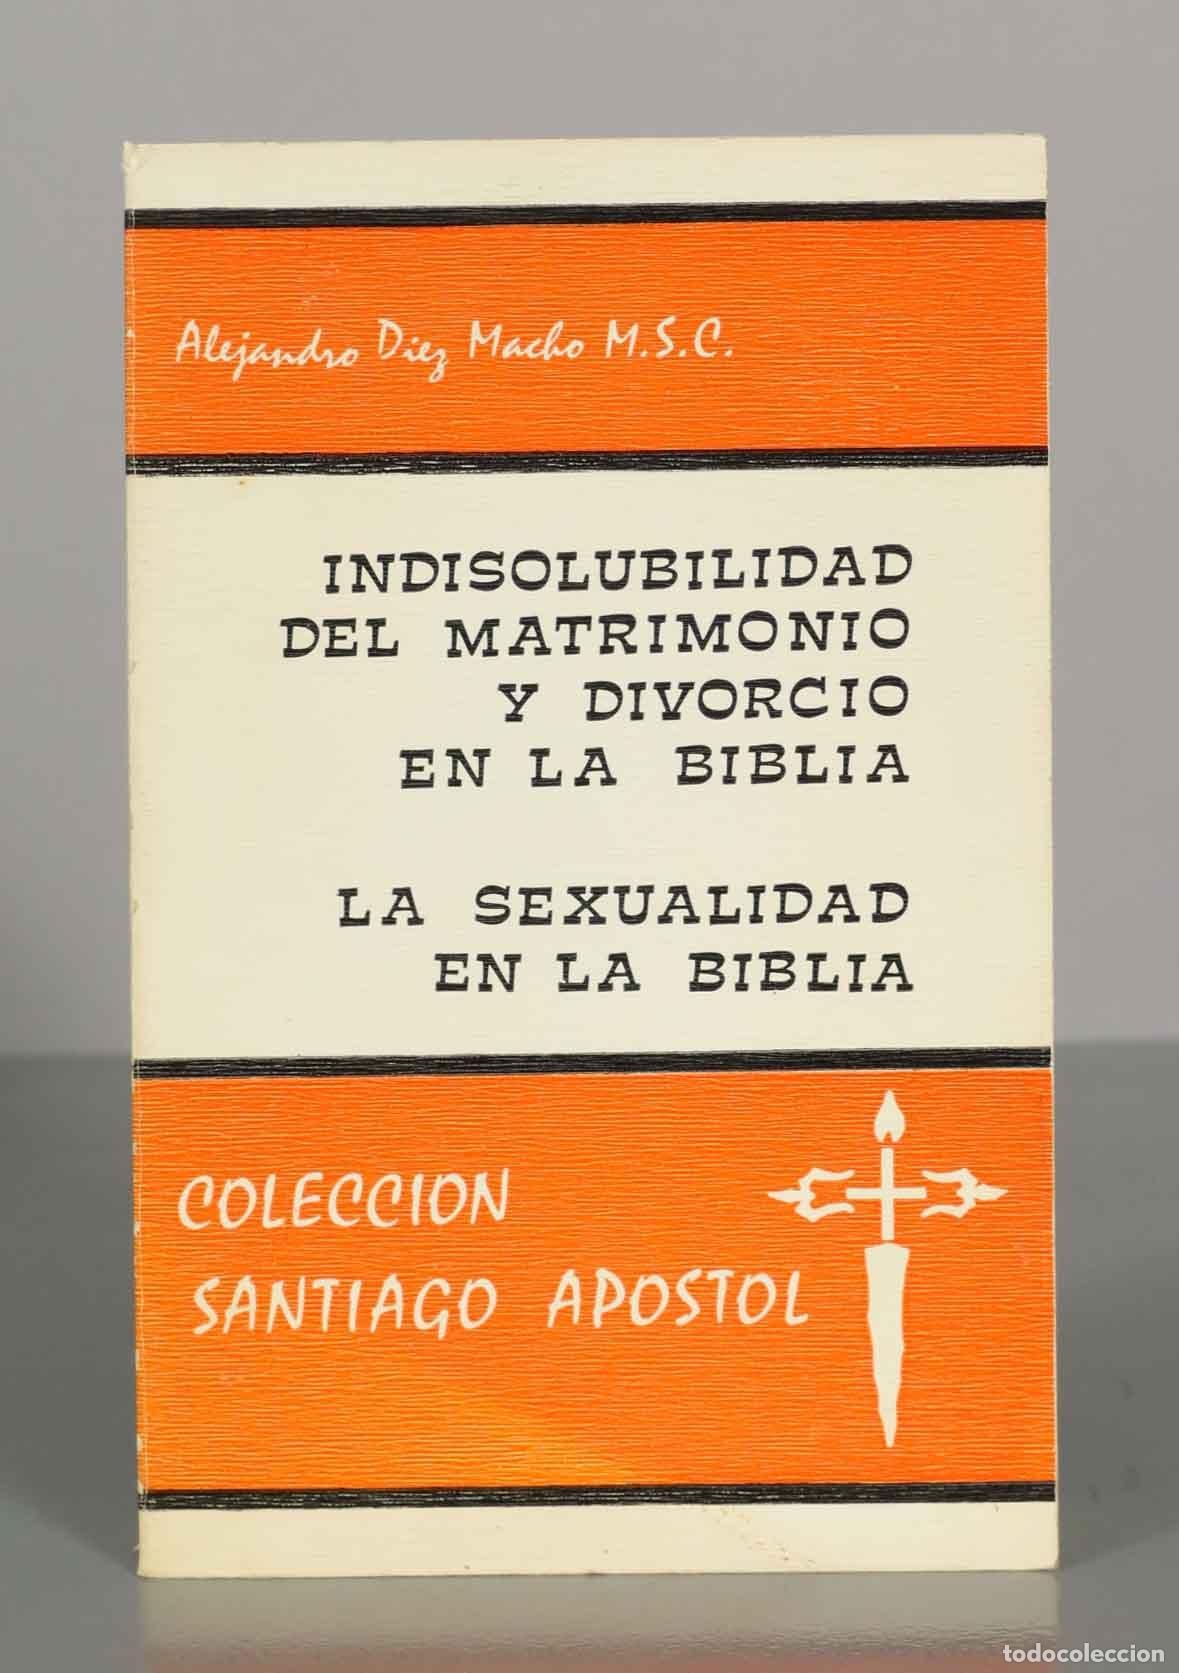 Alejandro Diez Macho M.S.C.
INDISOLUBILIDAD
DEL MATRIMONIO
Y DIVORCIO
EN LA BIBLIA
LA SEXUALIDAD
EN LA BIBLIA
COLECCION
SANTIAGO APOSTOL
todocoleccion